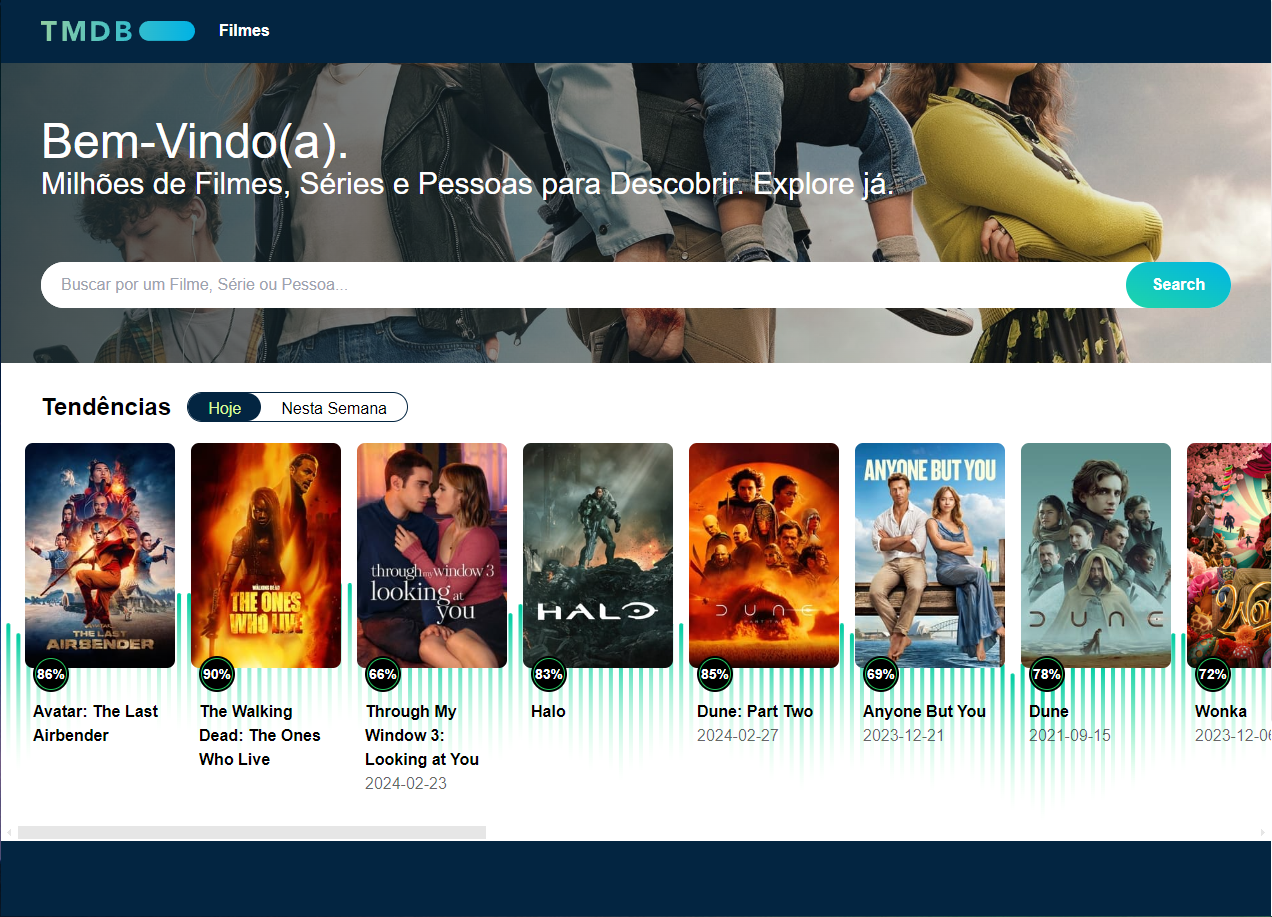 TMDB Filmes
Bem-Vindo(a).
Milhões de Filmes, Séries e Pessoas para Descobrir. Explore já.
Buscar por um Filme, Série ou Pessoa... Search
Tendências Hoje Nesta Semana
THE LAST
AIRBENDER
THE WALKING DEAD
THE ONES
WHO LIVE
through my window 3
looking at
you
HALO
DUNE
PART TWO
ANYONE BUT YOU
DUNE
86%
90%
66%
83%
85%
69%
78%
72%
Avatar: The Last
Airbender
The Walking
Dead: The Ones
Who Live
Through My
Window 3:
Looking at You
2024-02-23
Halo
Dune: Part Two
2024-02-27
Anyone But You
2023-12-21
Dune
2021-09-15
Wonka
2023-12-06